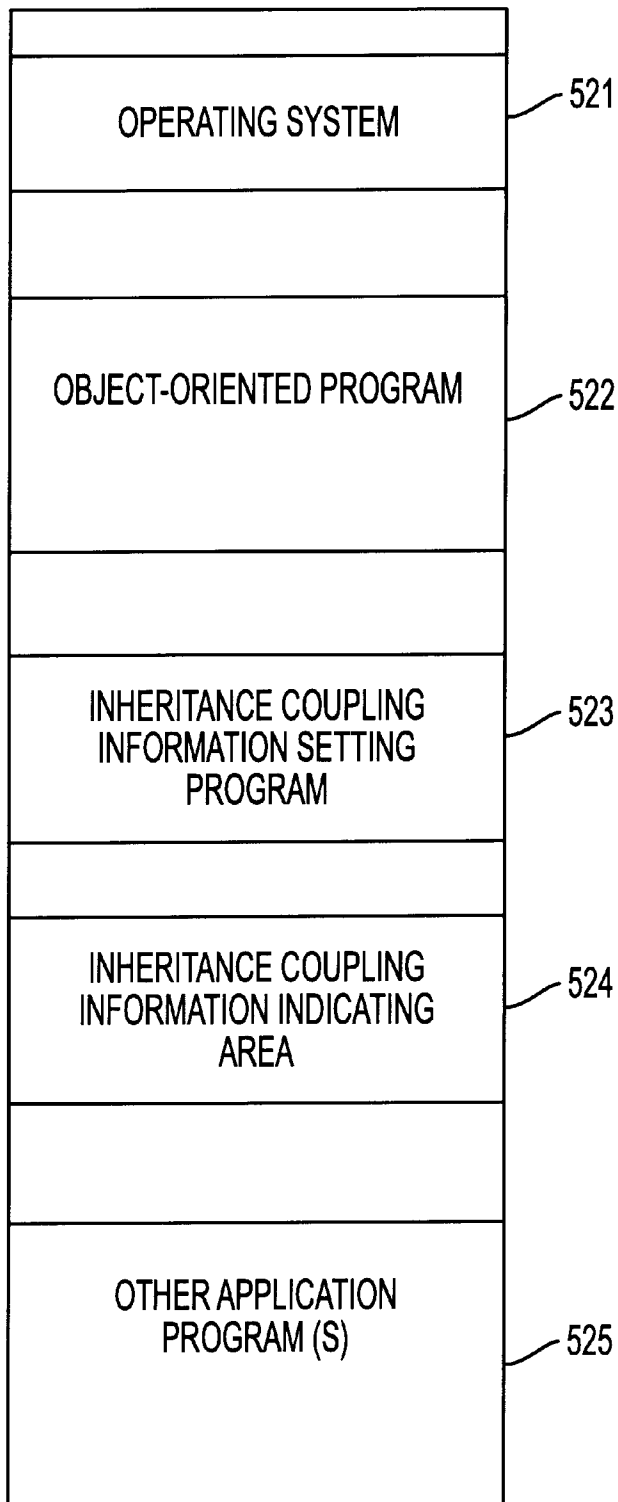 OPERATING SYSTEM
521
OBJECT-ORIENTED PROGRAM
522
INHERITANCE COUPLING
INFORMATION SETTING
PROGRAM
523
INHERITANCE COUPLING
INFORMATION INDICATING
AREA
524
OTHER APPLICATION
PROGRAM (S)
525